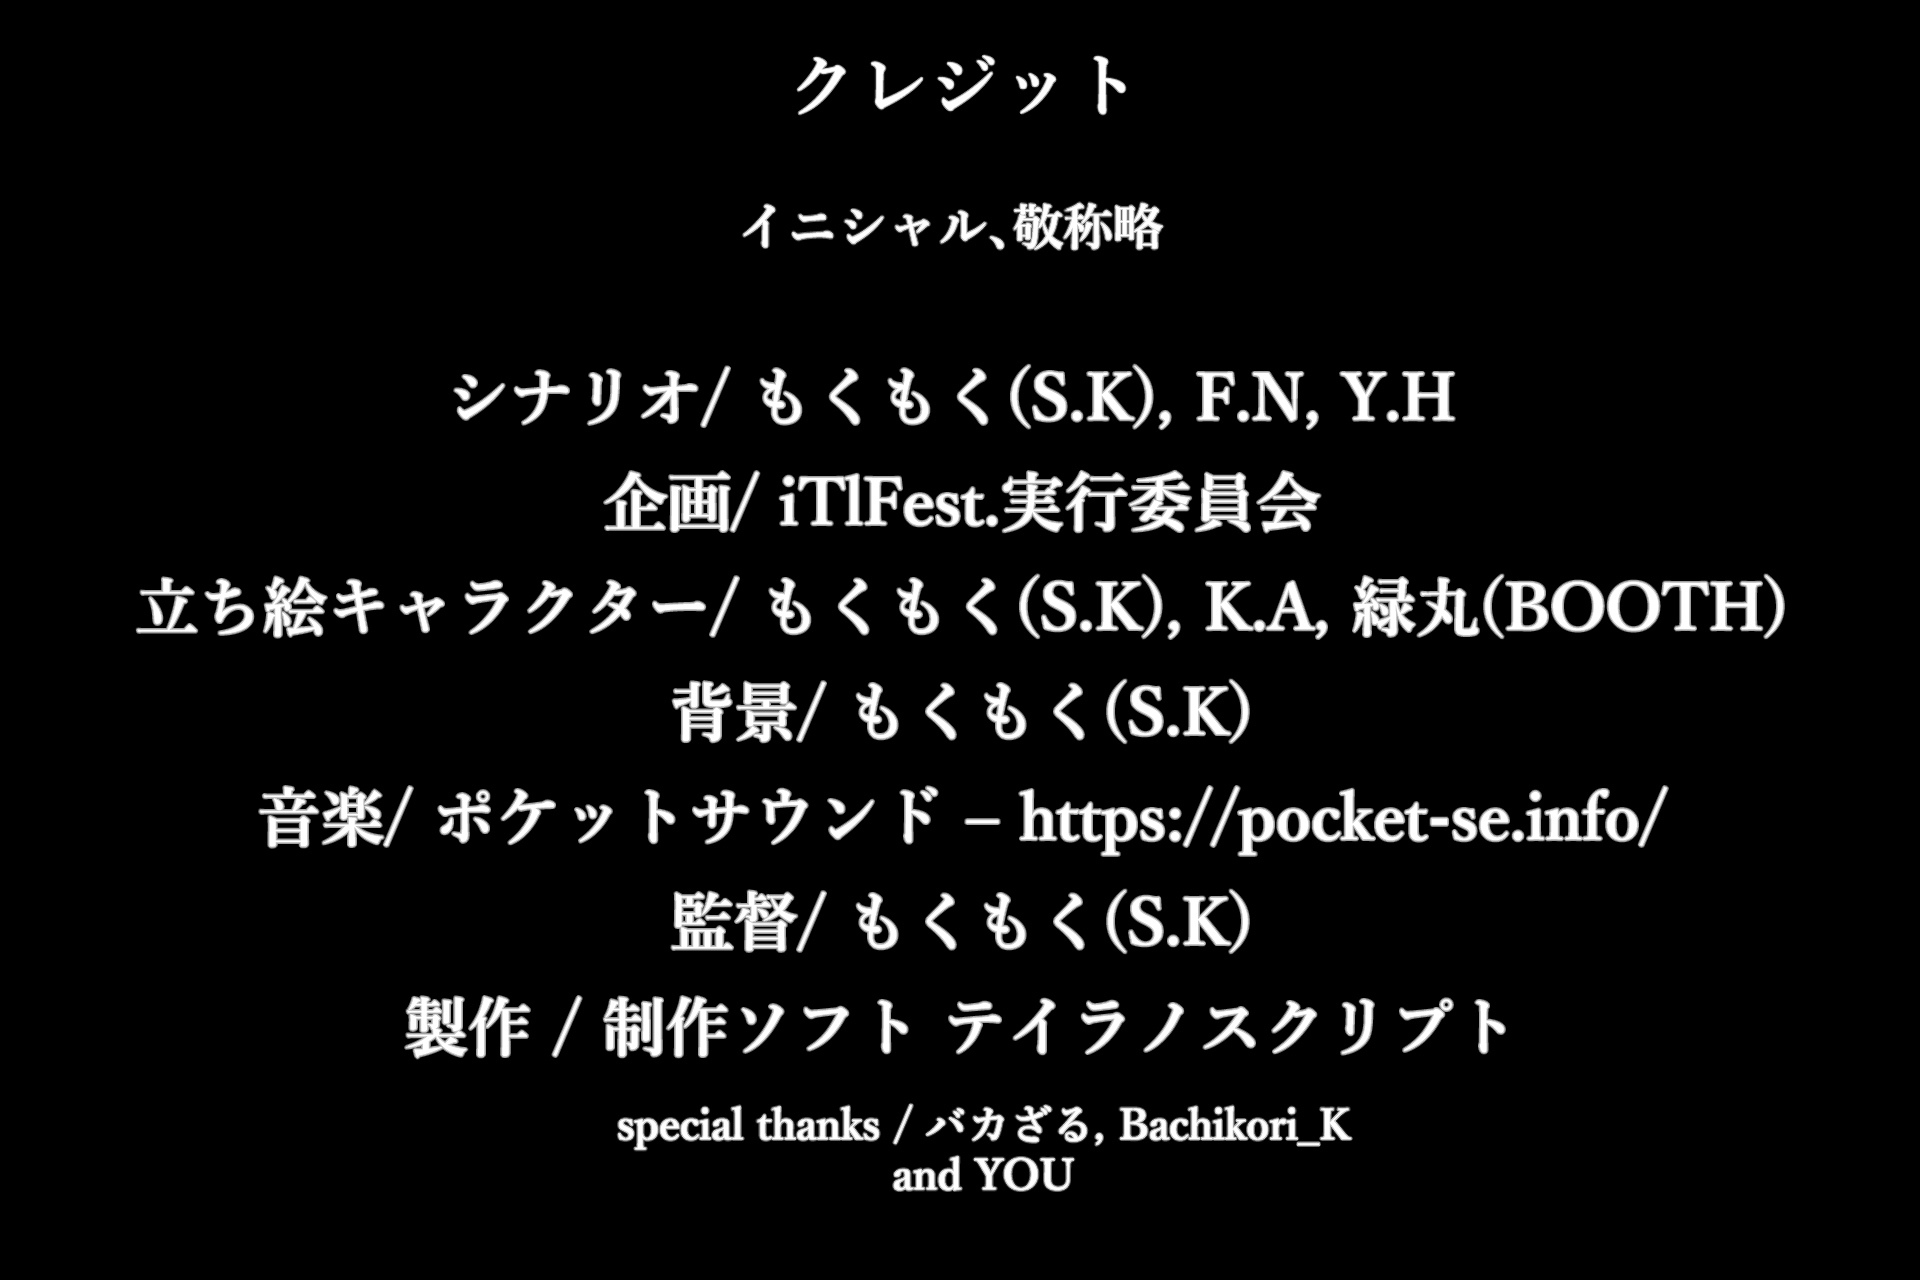 クレジット
イニシャル、敬称略
シナリオ/ もくもく(S.K), F.N, Y.H
企画/ iTlFest.実行委員会
立ち絵キャラクター/ もくもく(S.K), K.A, 緑丸(BOOTH)
背景/ もくもく(S.K)
音楽/ ポケットサウンド – https://pocket-se.info/
監督/ もくもく(S.K)
製作 / 制作ソフト テイラノスクリプト
special thanks / バカざる, Bachikori_K
and YOU